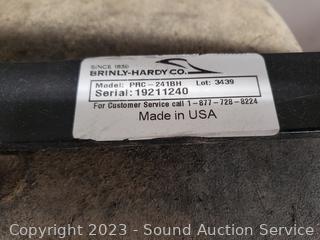 SINCE 1839
BRINLY-HARDY CO.
Model: PRC-241BH Lot: 3439
Serial: 19211240
For Customer Service call 1-877-728-8224
Made in USA
Copyright 2023 - Sound Auction Service